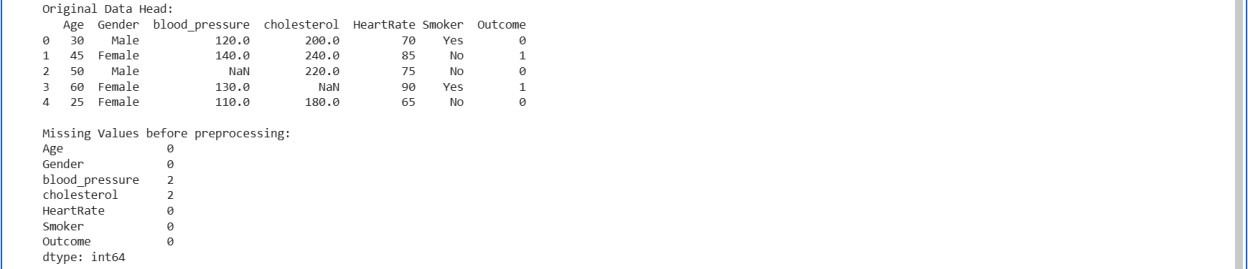 Original Data Head:
   Age  Gender  blood_pressure  cholesterol  HeartRate Smoker  Outcome
0   30    Male           120.0        200.0         70    Yes        0
1   45  Female           140.0        240.0         85     No        1
2   50    Male             NaN        220.0         75     No        0
3   60  Female           130.0          NaN         90    Yes        1
4   25  Female           110.0        180.0         65     No        0
Missing Values before preprocessing:
Age               0
Gender            0
blood_pressure    2
cholesterol       2
HeartRate         0
Smoker            0
Outcome           0
dtype: int64